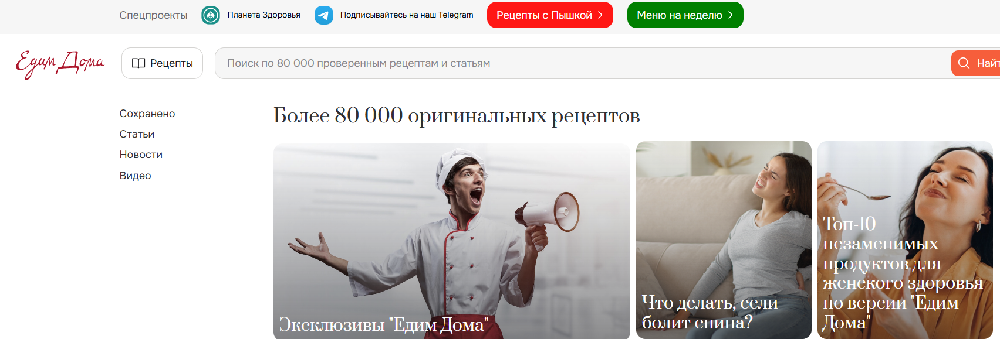 Спецпроекты
Планета Здоровья
Подписывайтесь на наш Telegram
Рецепты с Пышкой
Меню на неделю
Едим Дома
Рецепты
Поиск по 80 000 проверенным рецептам и статьям
Сохранено
Статьи
Новости
Видео
Более 80 000 оригинальных рецептов
Эксклюзивы "Едим Дома"
Что делать, если
болит спина?
Топ-10
незаменимых
продуктов для
женского здоровья
по версии "Едим
Дома"